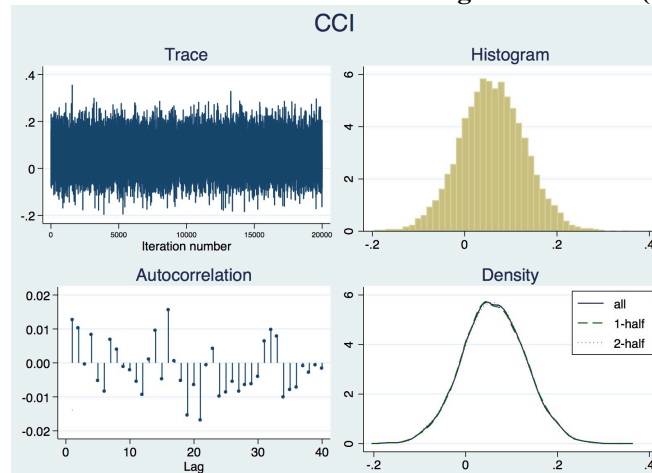 CCI
Trace
.4
.2
0
-.2
0 5000 10000 15000 20000
Iteration number
Histogram
6
4
2
0
-.2 0 .2 .4
Autocorrelation
0.02
0.01
0.00
-0.01
-0.02
0 10 20 30 40
Lag
Density
6
4
2
0
-.2 0 .2 .4
all
1-half
2-half